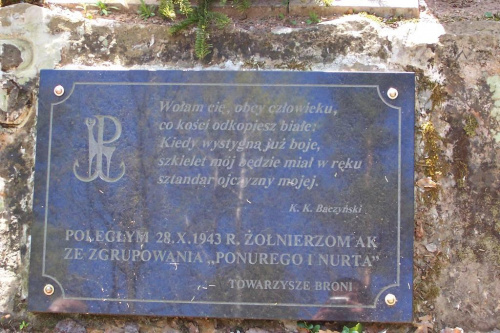 Wołam cię, obcy człowieku,
co kości odkopiesz białe:
Kiedy wystygną już boje,
szkielet mój będzie miał w ręku
sztandar ojczyzny mojej.
K. K. Baczyński
POLEGŁYM 28.X.1943 R. ŻOŁNIERZOM AK
ZE ZGRUPOWANIA „PONUREGO I NURTA"
TOWARZYSZE BRONI